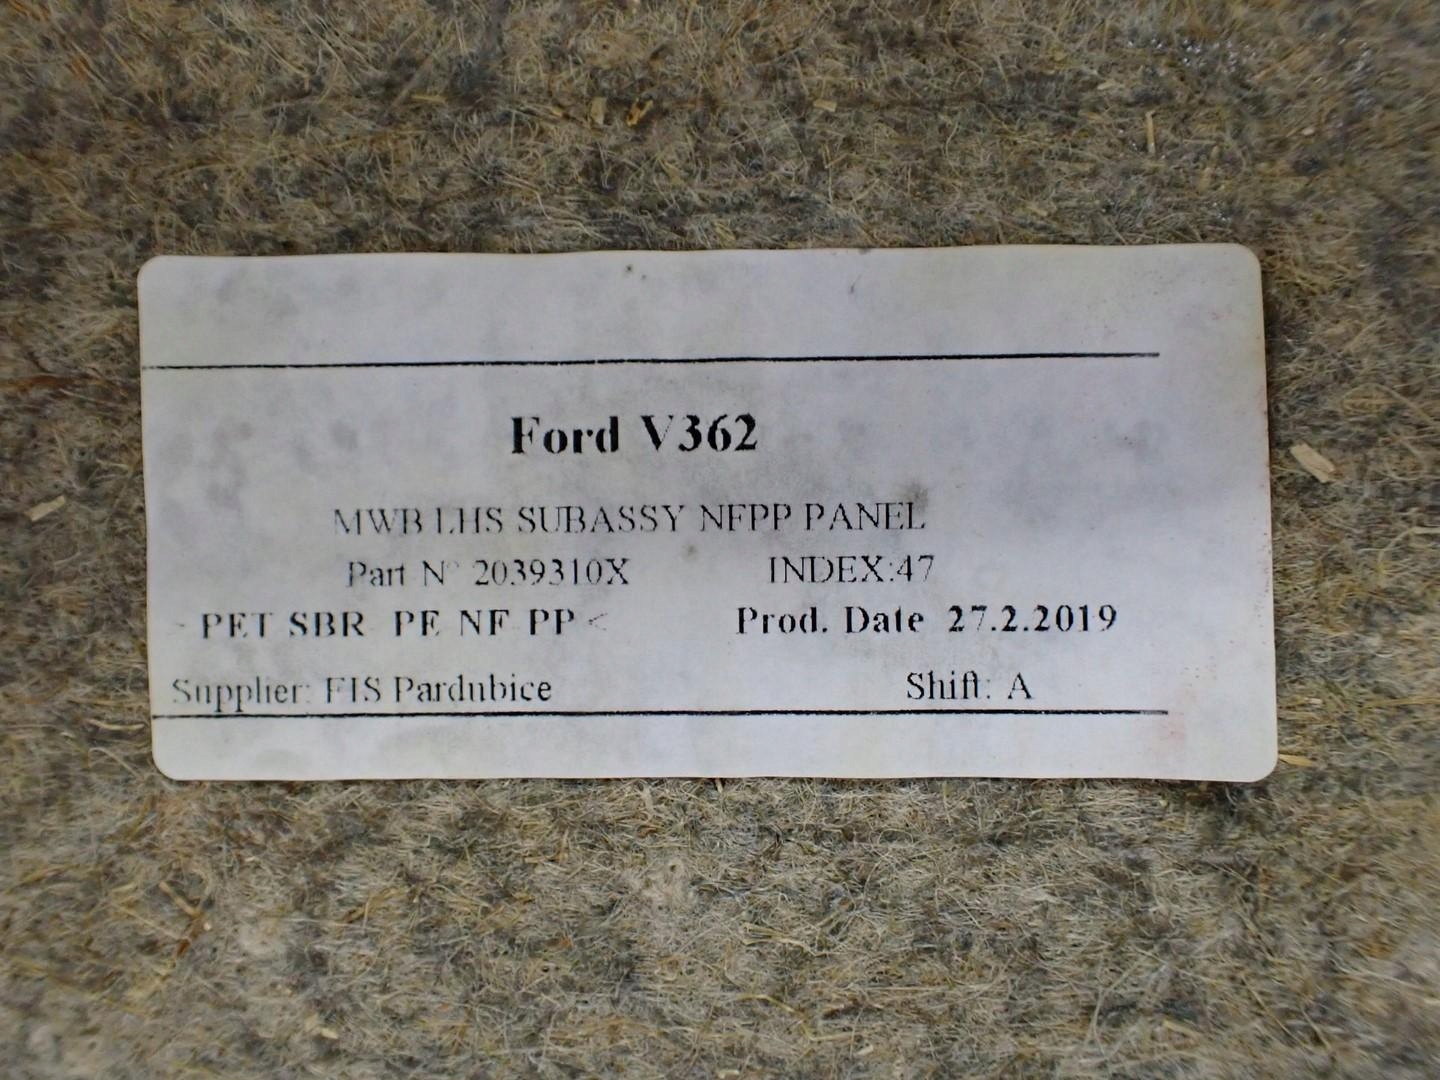 Ford V362
MWB LHS SUBASSY NFPP PANEL
Part N° 2039310X INDEX:47
PET SBR PE NF PP < Prod. Date 27.2.2019
Supplier: FIS Pardubice Shift: A